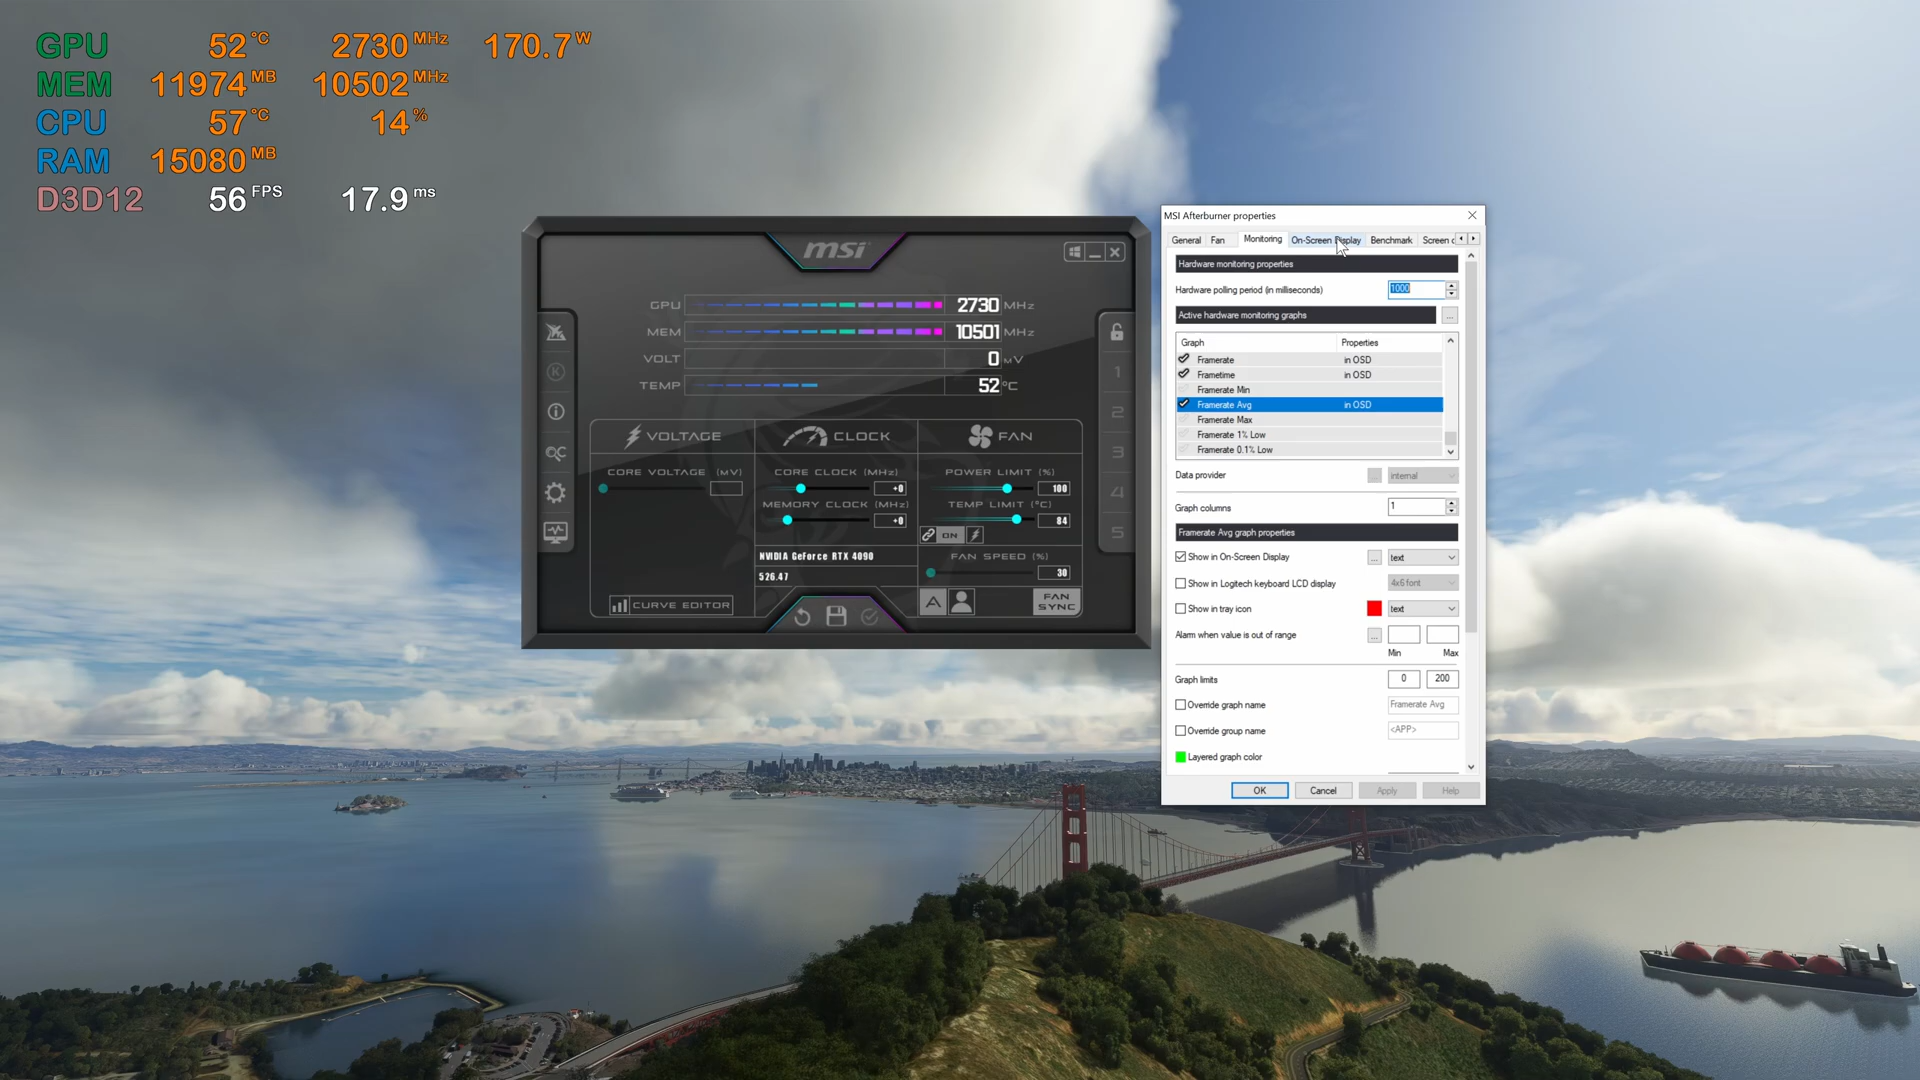 GPU 52 °C 2730 MHz 170.7 W
MEM 11974 MB 10502 MHz
CPU 57 °C 14 %
RAM 15080 MB
D3D12 56 FPS 17.9 ms
msi
GPU 2730 MHz
MEM 10501 MHz
VOLT 0 MV
TEMP 52 °C
K
1
2
3
4
5
VOLTAGE
CORE VOLTAGE (MV)
CURVE EDITOR
CLOCK
CORE CLOCK (MHz) +0
MEMORY CLOCK (MHz) +0
NVIDIA GeForce RTX 4090
526.47
FAN
POWER LIMIT (%) 100
TEMP LIMIT (°C) 84
ON
FAN SPEED (%) 30
A
FAN SYNC
OC
MSI Afterburner properties
General Fan Monitoring On-Screen Display Benchmark Screen c
Hardware monitoring properties
Hardware polling period (in milliseconds) 1000
Active hardware monitoring graphs ...
Graph Properties
Framerate in OSD
Frametime in OSD
Framerate Min
Framerate Avg in OSD
Framerate Max
Framerate 1% Low
Framerate 0.1% Low
Data provider ... internal
Graph columns 1
Framerate Avg graph properties
Show in On-Screen Display ... text
Show in Logitech keyboard LCD display 4x6 font
Show in tray icon text
Alarm when value is out of range ...
Min Max
Graph limits 0 200
Override graph name Framerate Avg
Override group name <APP>
Layered graph color
OK Cancel Apply Help